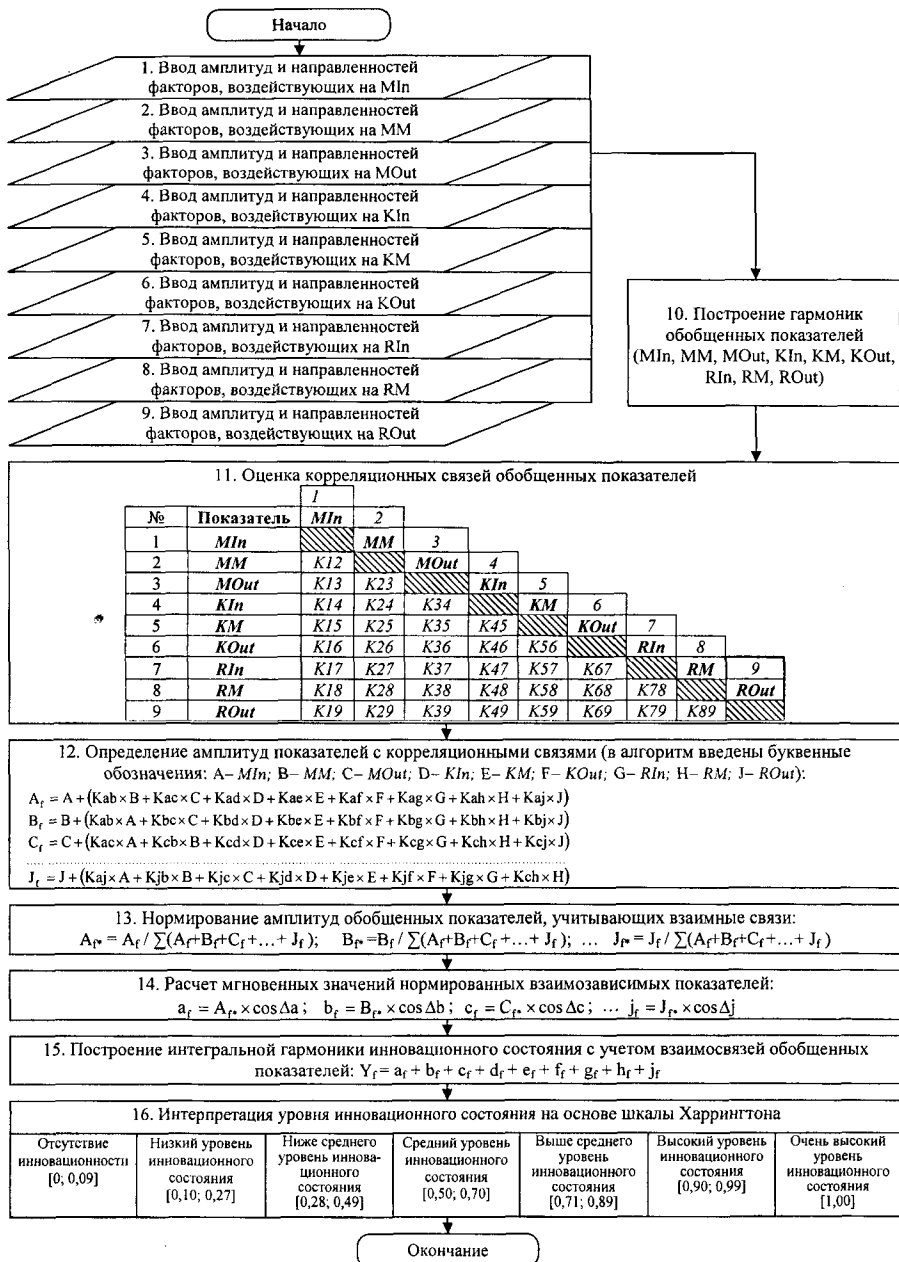 Начало
1. Ввод амплитуд и направленностей
факторов, воздействующих на MIn
2. Ввод амплитуд и направленностей
факторов, воздействующих на MM
3. Ввод амплитуд и направленностей
факторов, воздействующих на MOut
4. Ввод амплитуд и направленностей
факторов, воздействующих на KIn
5. Ввод амплитуд и направленностей
факторов, воздействующих на KM
6. Ввод амплитуд и направленностей
факторов, воздействующих на KOut
7. Ввод амплитуд и направленностей
факторов, воздействующих на RIn
8. Ввод амплитуд и направленностей
факторов, воздействующих на RM
9. Ввод амплитуд и направленностей
факторов, воздействующих на ROut
10. Построение гармоник
обобщенных показателей
(MIn, MM, MOut, KIn, KM, KOut,
RIn, RM, ROut)
11. Оценка корреляционных связей обобщенных показателей
1
№ Показатель MIn 2
1 MIn MM 3
2 MM K12 MOut 4
3 MOut K13 K23 KIn 5
4 KIn K14 K24 K34 KM 6
5 KM K15 K25 K35 K45 KOut 7
6 KOut K16 K26 K36 K46 K56 RIn 8
7 RIn K17 K27 K37 K47 K57 K67 RM 9
8 RM K18 K28 K38 K48 K58 K68 K78 ROut
9 ROut K19 K29 K39 K49 K59 K69 K79 K89
12. Определение амплитуд показателей с корреляционными связями (в алгоритм введены буквенные
обозначения: A– MIn; B– MM; C– MOut; D– KIn; E– KM; F– KOut; G– RIn; H– RM; J– ROut):
A_f = A + (Kab × B + Kac × C + Kad × D + Kae × E + Kaf × F + Kag × G + Kah × H + Kaj × J)
B_f = B + (Kab × A + Kbc × C + Kbd × D + Kbe × E + Kbf × F + Kbg × G + Kbh × H + Kbj × J)
C_f = C + (Kac × A + Kcb × B + Kcd × D + Kce × E + Kcf × F + Kcg × G + Kch × H + Kcj × J)
J_f = J + (Kaj × A + Kjb × B + Kjc × C + Kjd × D + Kje × E + Kjf × F + Kjg × G + Kch × H)
13. Нормирование амплитуд обобщенных показателей, учитывающих взаимные связи:
A_f* = A_f / ∑(A_f+B_f+C_f+…+ J_f); B_f* =B_f / ∑(A_f+B_f+C_f+…+ J_f); … J_f* = J_f / ∑(A_f+B_f+C_f+…+ J_f )
14. Расчет мгновенных значений нормированных взаимозависимых показателей:
a_f = A_f* × cosΔa ; b_f = B_f* × cosΔb ; c_f = C_f* × cosΔc ; … j_f = J_f* × cosΔj
15. Построение интегральной гармоники инновационного состояния с учетом взаимосвязей обобщенных
показателей: Y_f = a_f + b_f + c_f + d_f + e_f + f_f + g_f + h_f + j_f
16. Интерпретация уровня инновационного состояния на основе шкалы Харрингтона
Отсутствие
инновационности
[0; 0,09]
Низкий уровень
инновационного
состояния
[0,10; 0,27]
Ниже среднего
уровень иннова-
ционного
состояния
[0,28; 0,49]
Средний уровень
инновационного
состояния
[0,50; 0,70]
Выше среднего
уровень
инновационного
состояния
[0,71; 0,89]
Высокий уровень
инновационного
состояния
[0,90; 0,99]
Очень высокий
уровень
инновационного
состояния
[1,00]
Окончание